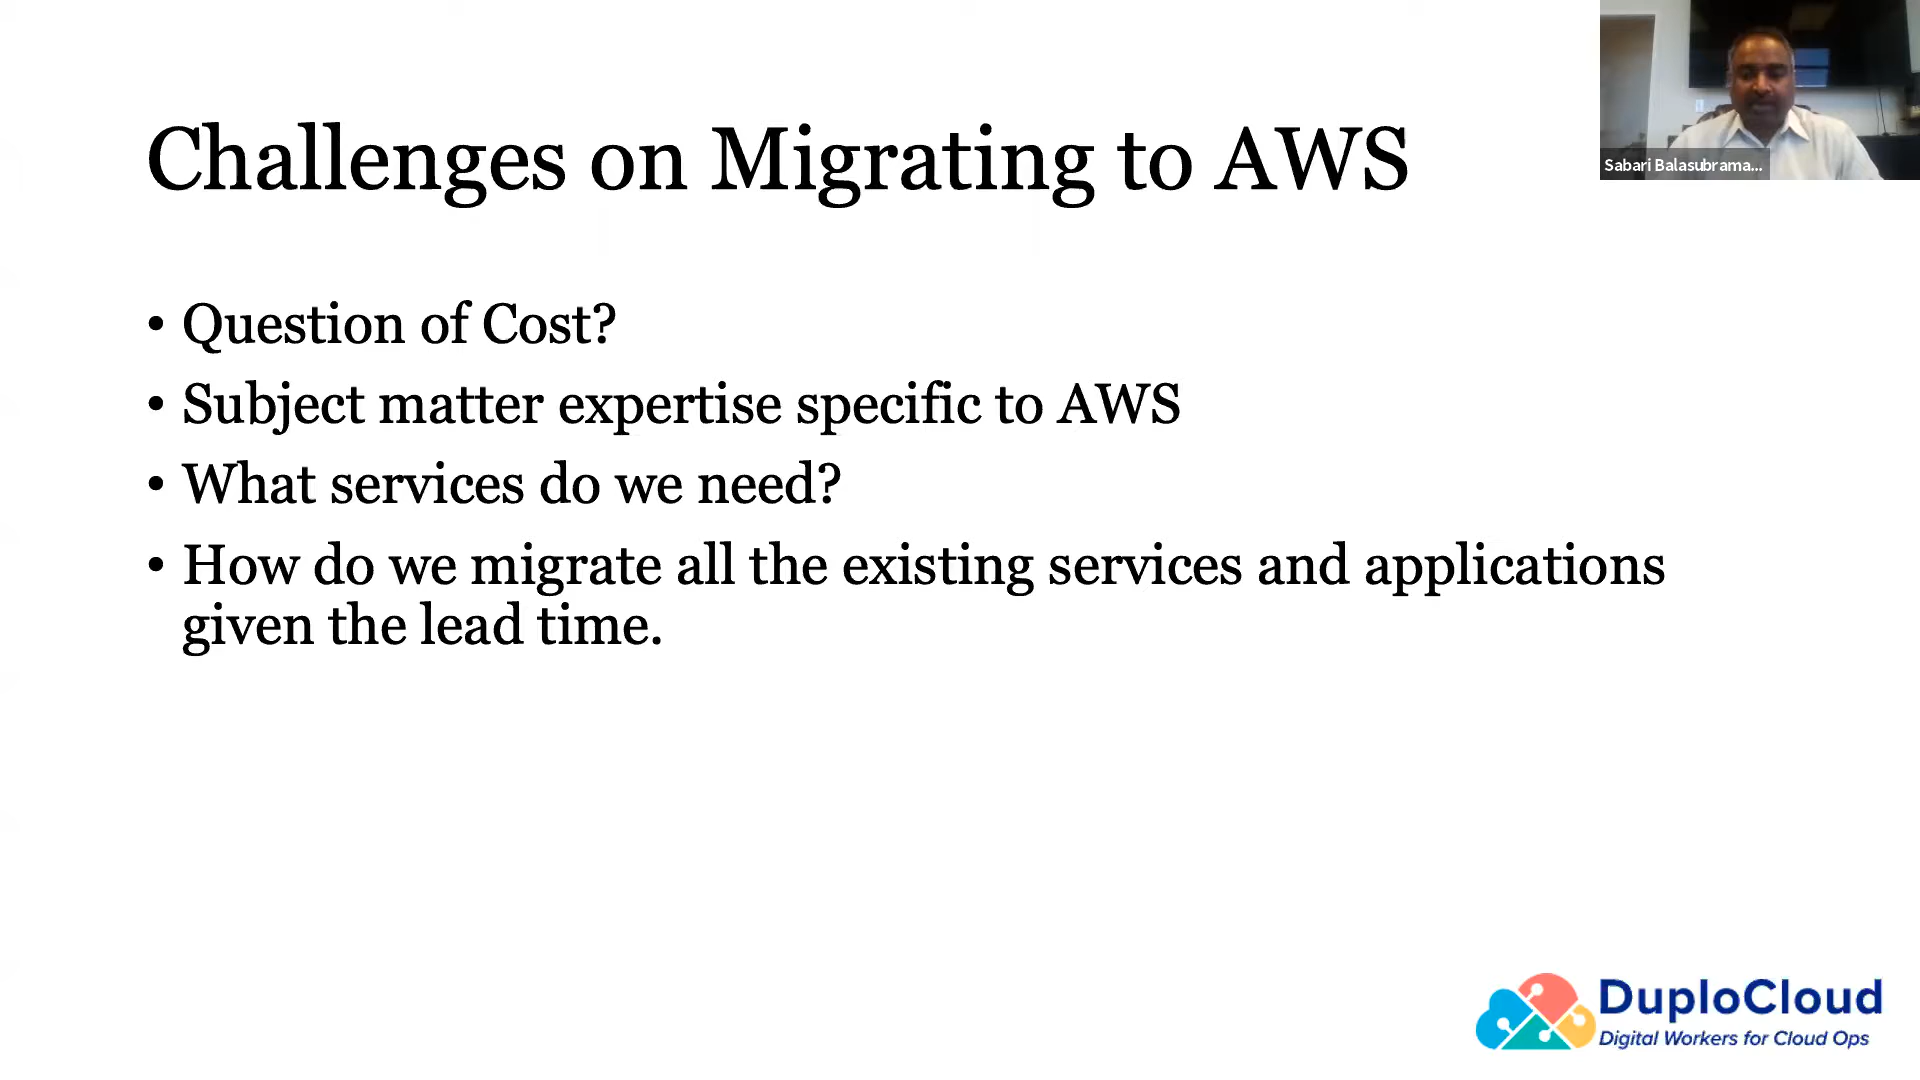 Challenges on Migrating to AWS
Sabari Balasubrama...
• Question of Cost?
• Subject matter expertise specific to AWS
• What services do we need?
• How do we migrate all the existing services and applications
given the lead time.
DuploCloud
Digital Workers for Cloud Ops